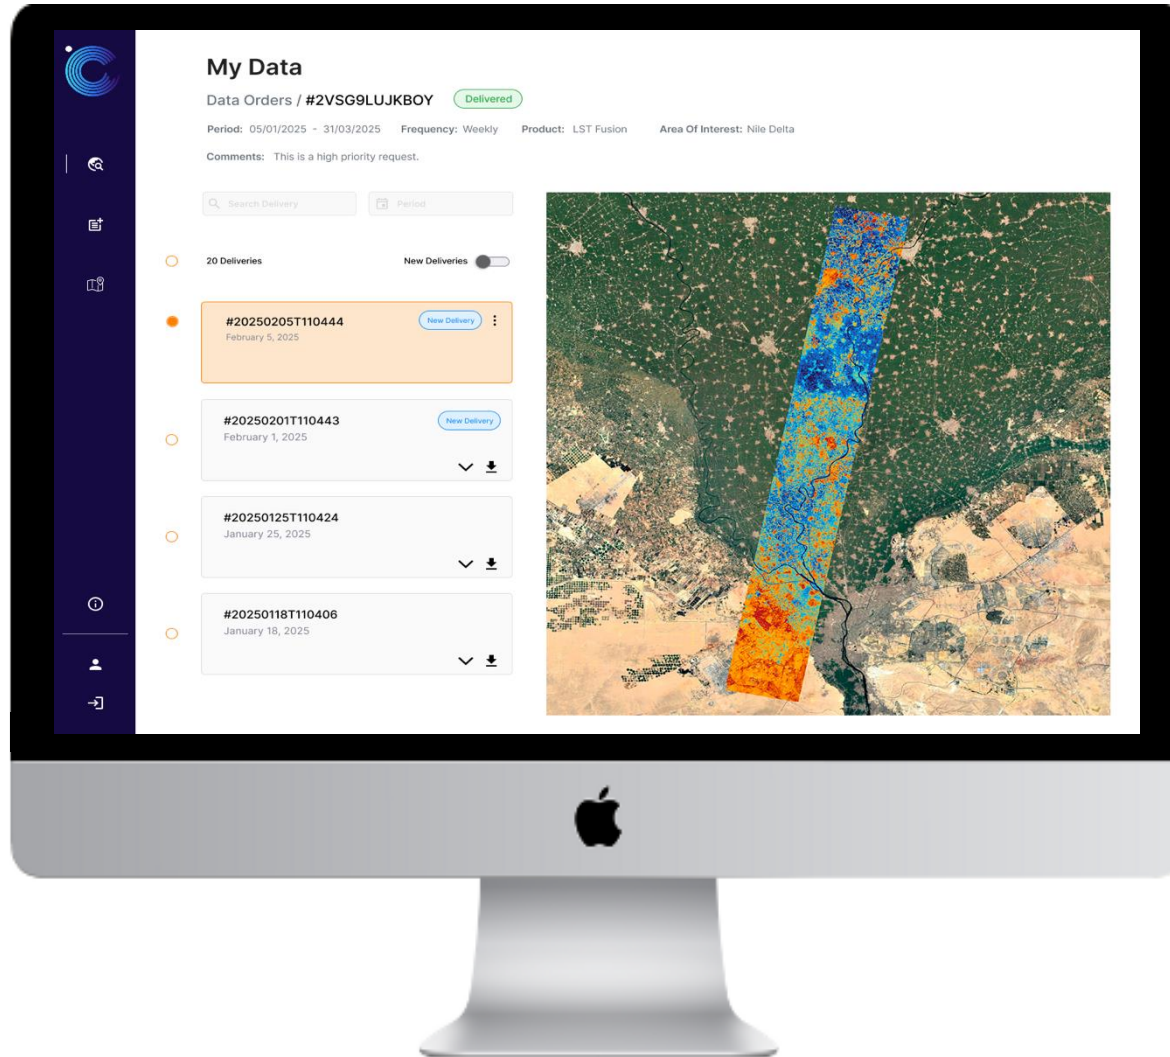 My Data
Data Orders / #2VSG9LUJKBOY Delivered
Period: 05/01/2025 - 31/03/2025 Frequency: Weekly Product: LST Fusion Area Of Interest: Nile Delta
Comments: This is a high priority request.
Search Delivery Period
20 Deliveries New Deliveries
#20250205T110444 New Delivery
February 5, 2025
#20250201T110443 New Delivery
February 1, 2025
#20250125T110424
January 25, 2025
#20250118T110406
January 18, 2025